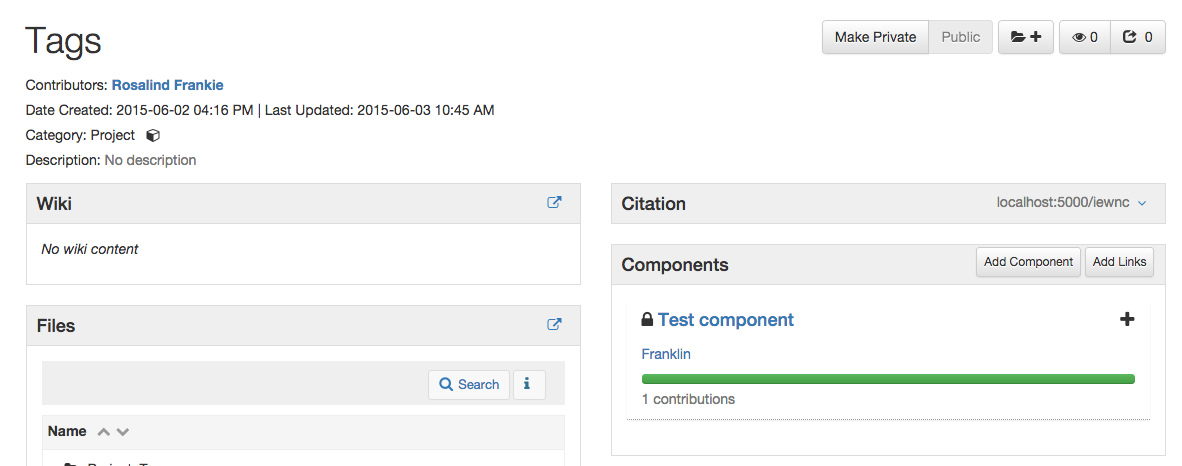 Tags
Make Private Public 0 0
Contributors: Rosalind Frankie
Date Created: 2015-06-02 04:16 PM | Last Updated: 2015-06-03 10:45 AM
Category: Project
Description: No description
Wiki
No wiki content
Files
Search
Name
Citation localhost:5000/iewnc
Components Add Component Add Links
Test component
Franklin
1 contributions